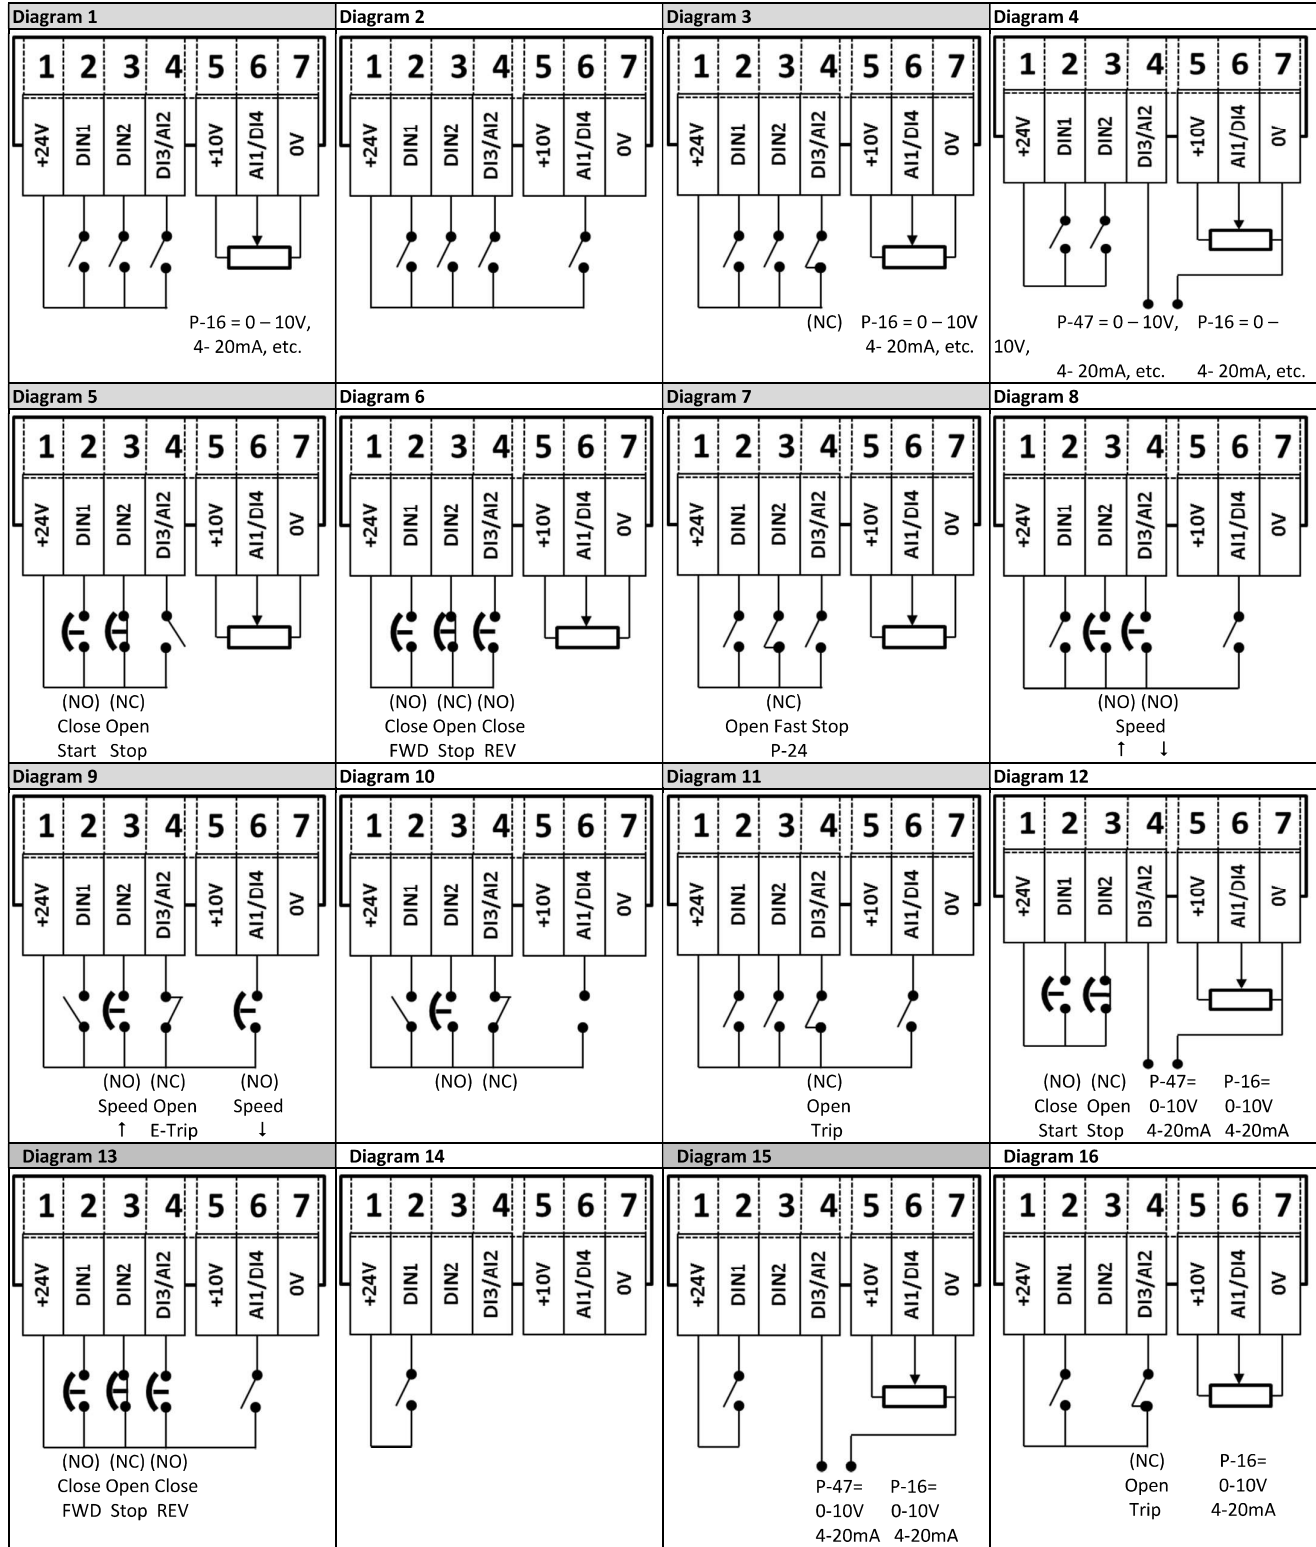 Diagram 1
1 2 3 4 5 6 7
+24V DIN1 DIN2 DI3/AI2 +10V AI1/DI4 0V
P-16 = 0 – 10V,
4- 20mA, etc.
Diagram 2
1 2 3 4 5 6 7
+24V DIN1 DIN2 DI3/AI2 +10V AI1/DI4 0V
Diagram 3
1 2 3 4 5 6 7
+24V DIN1 DIN2 DI3/AI2 +10V AI1/DI4 0V
(NC) P-16 = 0 – 10V
4- 20mA, etc.
Diagram 4
1 2 3 4 5 6 7
+24V DIN1 DIN2 DI3/AI2 +10V AI1/DI4 0V
P-47 = 0 – 10V, P-16 = 0 –
10V,
4- 20mA, etc. 4- 20mA, etc.
Diagram 5
1 2 3 4 5 6 7
+24V DIN1 DIN2 DI3/AI2 +10V AI1/DI4 0V
(NO) (NC)
Close Open
Start Stop
Diagram 6
1 2 3 4 5 6 7
+24V DIN1 DIN2 DI3/AI2 +10V AI1/DI4 0V
(NO) (NC) (NO)
Close Open Close
FWD Stop REV
Diagram 7
1 2 3 4 5 6 7
+24V DIN1 DIN2 DI3/AI2 +10V AI1/DI4 0V
(NC)
Open Fast Stop
P-24
Diagram 8
1 2 3 4 5 6 7
+24V DIN1 DIN2 DI3/AI2 +10V AI1/DI4 0V
(NO) (NO)
Speed
↑ ↓
Diagram 9
1 2 3 4 5 6 7
+24V DIN1 DIN2 DI3/AI2 +10V AI1/DI4 0V
(NO) (NC) (NO)
Speed Open Speed
↑ E-Trip ↓
Diagram 10
1 2 3 4 5 6 7
+24V DIN1 DIN2 DI3/AI2 +10V AI1/DI4 0V
(NO) (NC)
Diagram 11
1 2 3 4 5 6 7
+24V DIN1 DIN2 DI3/AI2 +10V AI1/DI4 0V
(NC)
Open
Trip
Diagram 12
1 2 3 4 5 6 7
+24V DIN1 DIN2 DI3/AI2 +10V AI1/DI4 0V
(NO) (NC) P-47= P-16=
Close Open 0-10V 0-10V
Start Stop 4-20mA 4-20mA
Diagram 13
1 2 3 4 5 6 7
+24V DIN1 DIN2 DI3/AI2 +10V AI1/DI4 0V
(NO) (NC) (NO)
Close Open Close
FWD Stop REV
Diagram 14
1 2 3 4 5 6 7
+24V DIN1 DIN2 DI3/AI2 +10V AI1/DI4 0V
Diagram 15
1 2 3 4 5 6 7
+24V DIN1 DIN2 DI3/AI2 +10V AI1/DI4 0V
P-47= P-16=
0-10V 0-10V
4-20mA 4-20mA
Diagram 16
1 2 3 4 5 6 7
+24V DIN1 DIN2 DI3/AI2 +10V AI1/DI4 0V
(NC) P-16=
Open 0-10V
Trip 4-20mA